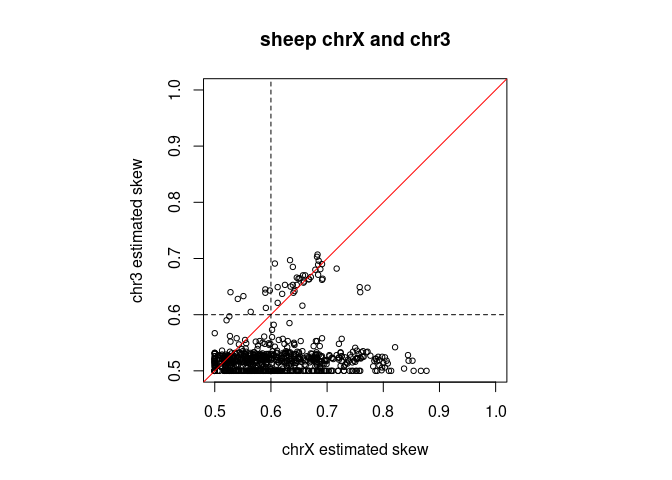 sheep chrX and chr3
chr3 estimated skew
1.0
0.9
0.8
0.7
0.6
0.5
0.5 0.6 0.7 0.8 0.9 1.0
chrX estimated skew